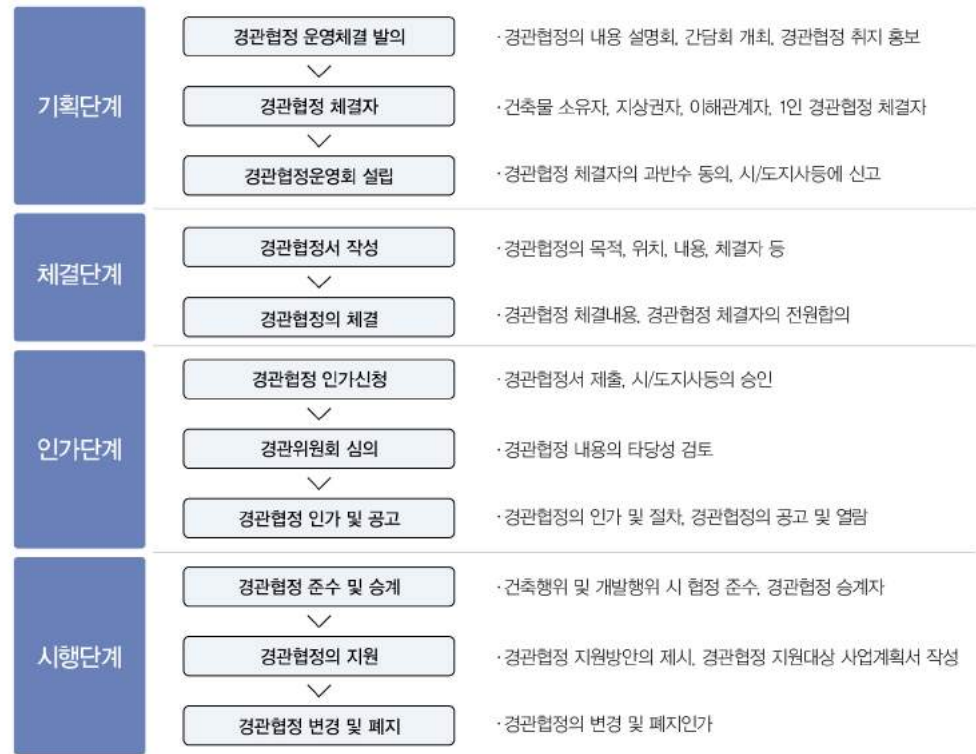 기획단계
경관협정 운영체결 발의
·경관협정의 내용 설명회, 간담회 개최, 경관협정 취지 홍보
경관협정 체결자
·건축물 소유자, 지상권자, 이해관계자, 1인 경관협정 체결자
경관협정운영회 설립
·경관협정 체결자의 과반수 동의, 시/도지사등에 신고
체결단계
경관협정서 작성
·경관협정의 목적, 위치, 내용, 체결자 등
경관협정의 체결
·경관협정 체결내용, 경관협정 체결자의 전원합의
인가단계
경관협정 인가신청
·경관협정서 제출, 시/도지사등의 승인
경관위원회 심의
·경관협정 내용의 타당성 검토
경관협정 인가 및 공고
·경관협정의 인가 및 절차, 경관협정의 공고 및 열람
시행단계
경관협정 준수 및 승계
·건축행위 및 개발행위 시 협정 준수, 경관협정 승계자
경관협정의 지원
·경관협정 지원방안의 제시, 경관협정 지원대상 사업계획서 작성
경관협정 변경 및 폐지
·경관협정의 변경 및 폐지인가